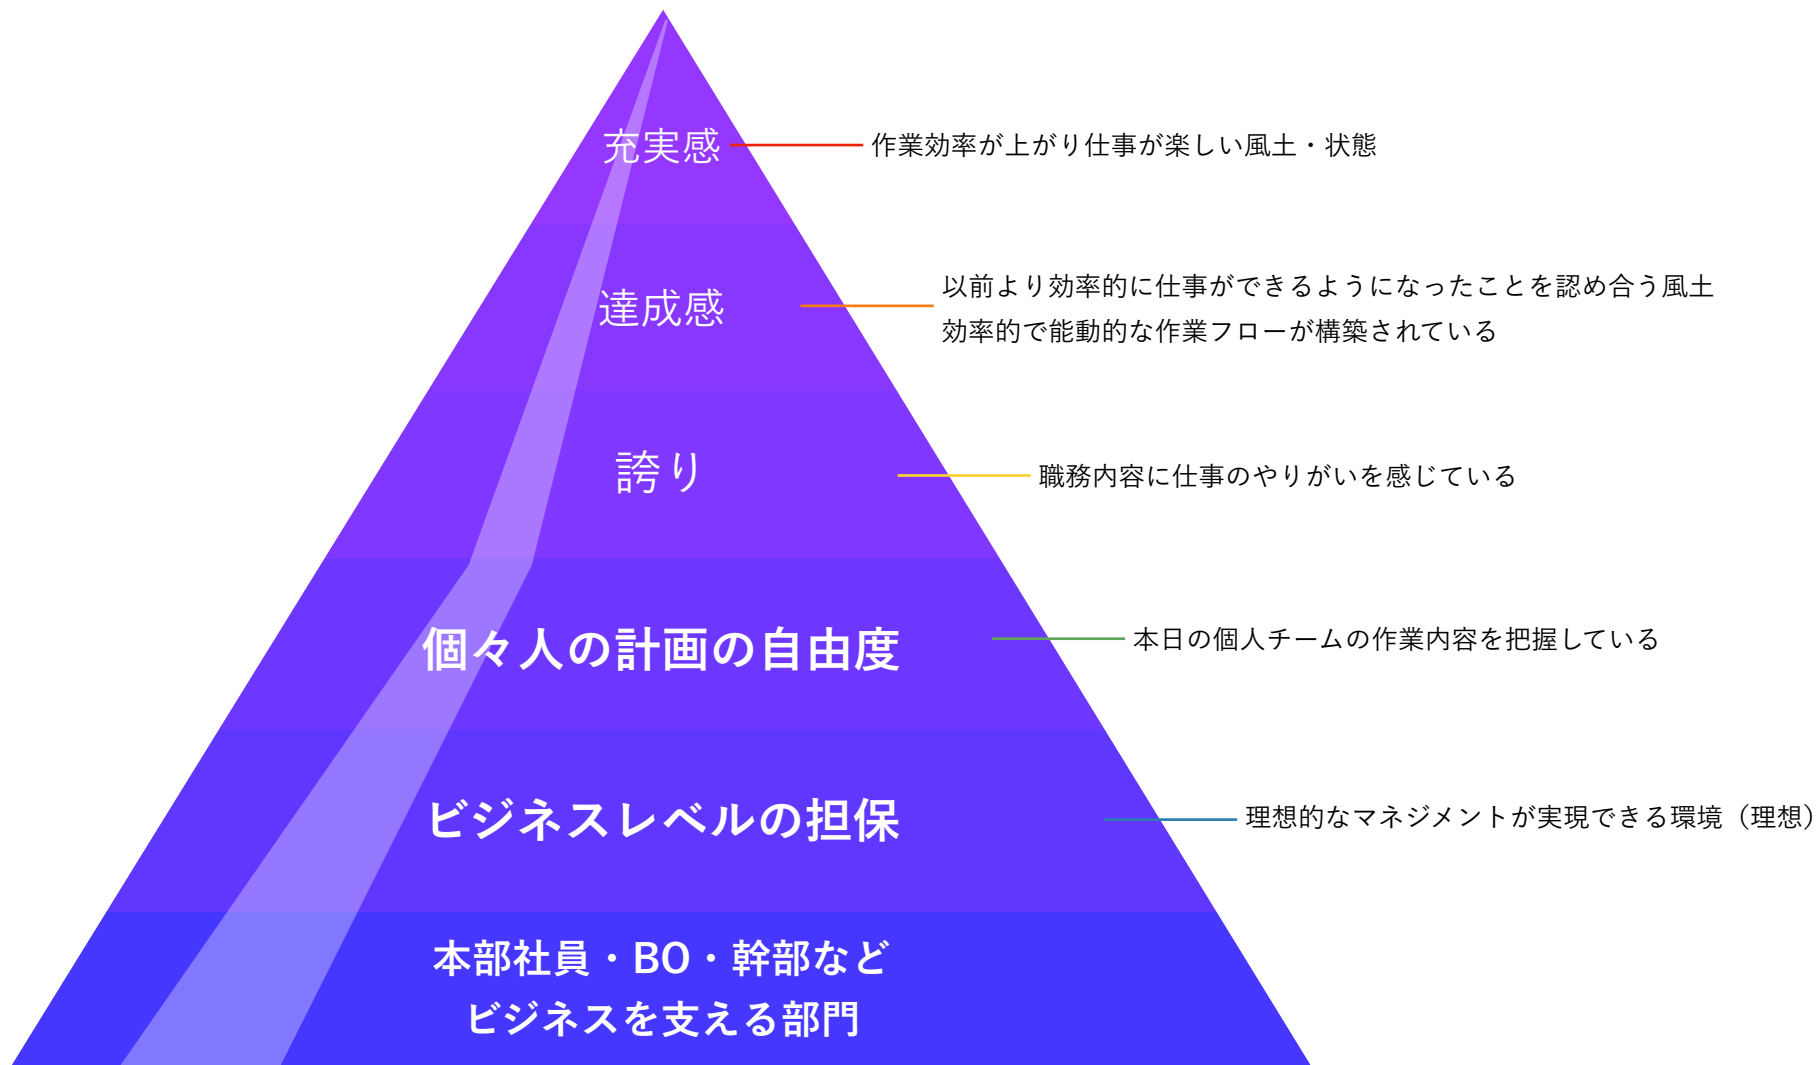 充実感
作業効率が上がり仕事が楽しい風土・状態
達成感
以前より効率的に仕事ができるようになったことを認め合う風土
効率的で能動的な作業フローが構築されている
誇り
職務内容に仕事のやりがいを感じている
個々人の計画の自由度
本日の個人チームの作業内容を把握している
ビジネスレベルの担保
理想的なマネジメントが実現できる環境（理想）
本部社員・BO・幹部など
ビジネスを支える部門